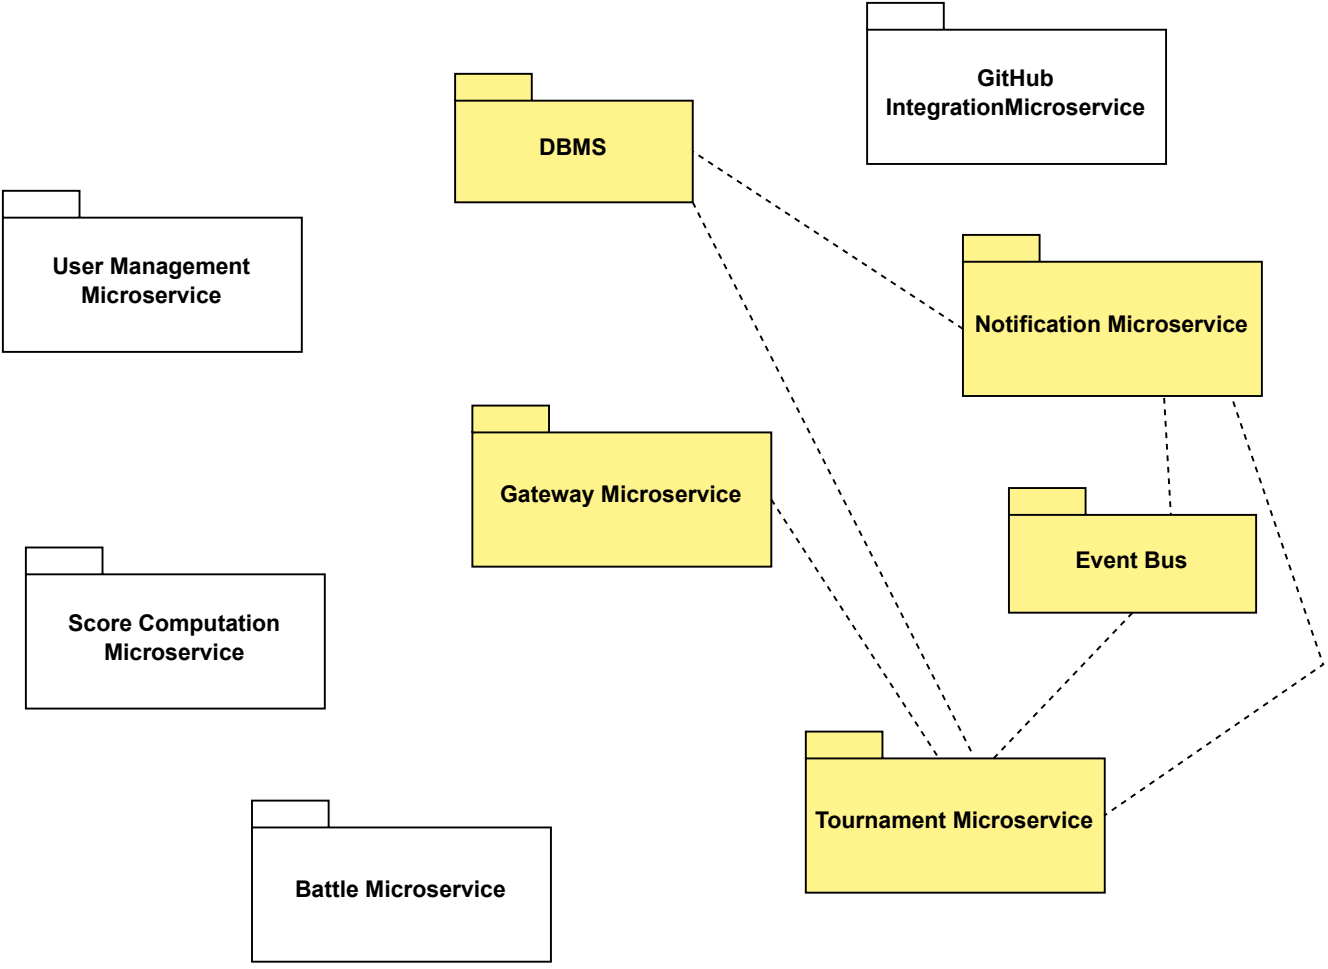 GitHub
IntegrationMicroservice
DBMS
User Management
Microservice
Notification Microservice
Gateway Microservice
Event Bus
Score Computation
Microservice
Tournament Microservice
Battle Microservice